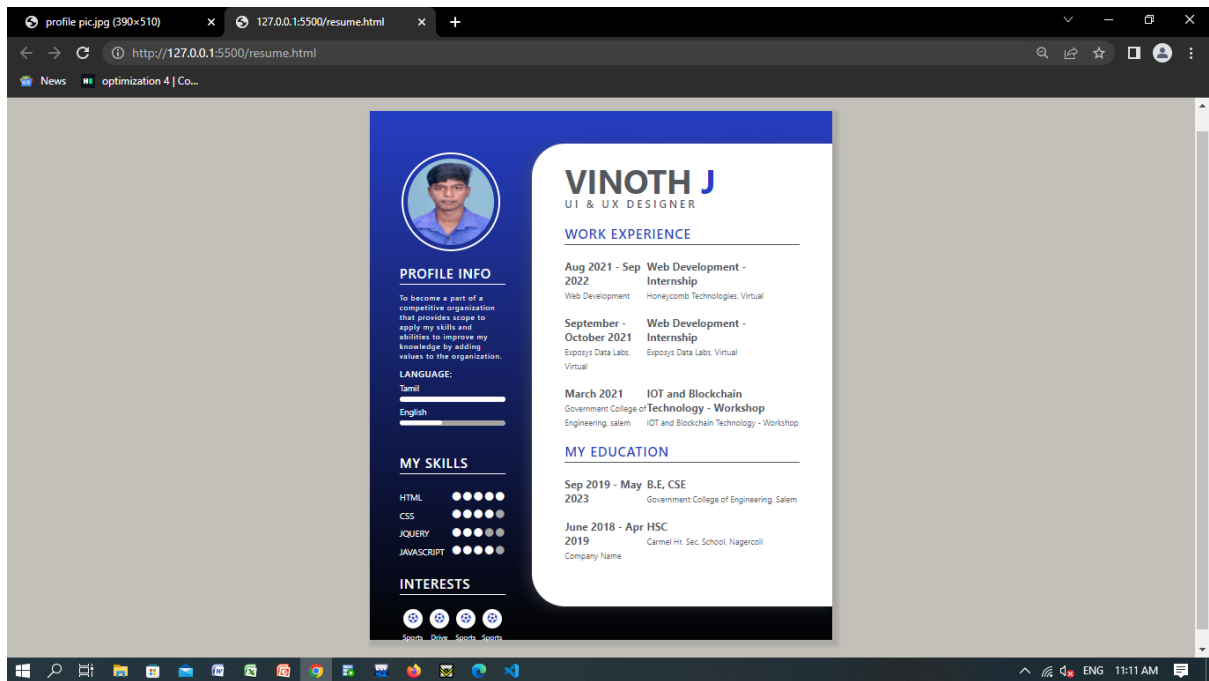 profile pic.jpg (390×510)
127.0.0.1:5500/resume.html
http://127.0.0.1:5500/resume.html
News
optimization 4 | Co...
PROFILE INFO
To become a part of a
competitive organization
that provides scope to
apply my skills and
abilities to improve my
knowledge by adding
values to the organization.
LANGUAGE:
Tamil
English
MY SKILLS
HTML
CSS
JQUERY
JAVASCRIPT
INTERESTS
Sports Drive Sports Sports
VINOTH J
UI & UX DESIGNER
WORK EXPERIENCE
Aug 2021 - Sep
2022
Web Development
Web Development -
Internship
Honeycomb Technologies, Virtual
September -
October 2021
Exposys Data Labs,
Virtual
Web Development -
Internship
Exposys Data Labs, Virtual
March 2021
Government College of
Engineering, salem
IOT and Blockchain
Technology - Workshop
IOT and Blockchain Technology - Workshop
MY EDUCATION
Sep 2019 - May
2023
B.E, CSE
Government College of Engineering, Salem
June 2018 - Apr
2019
Company Name
HSC
Carmel Hr. Sec. School, Nagercoil
ENG 11:11 AM